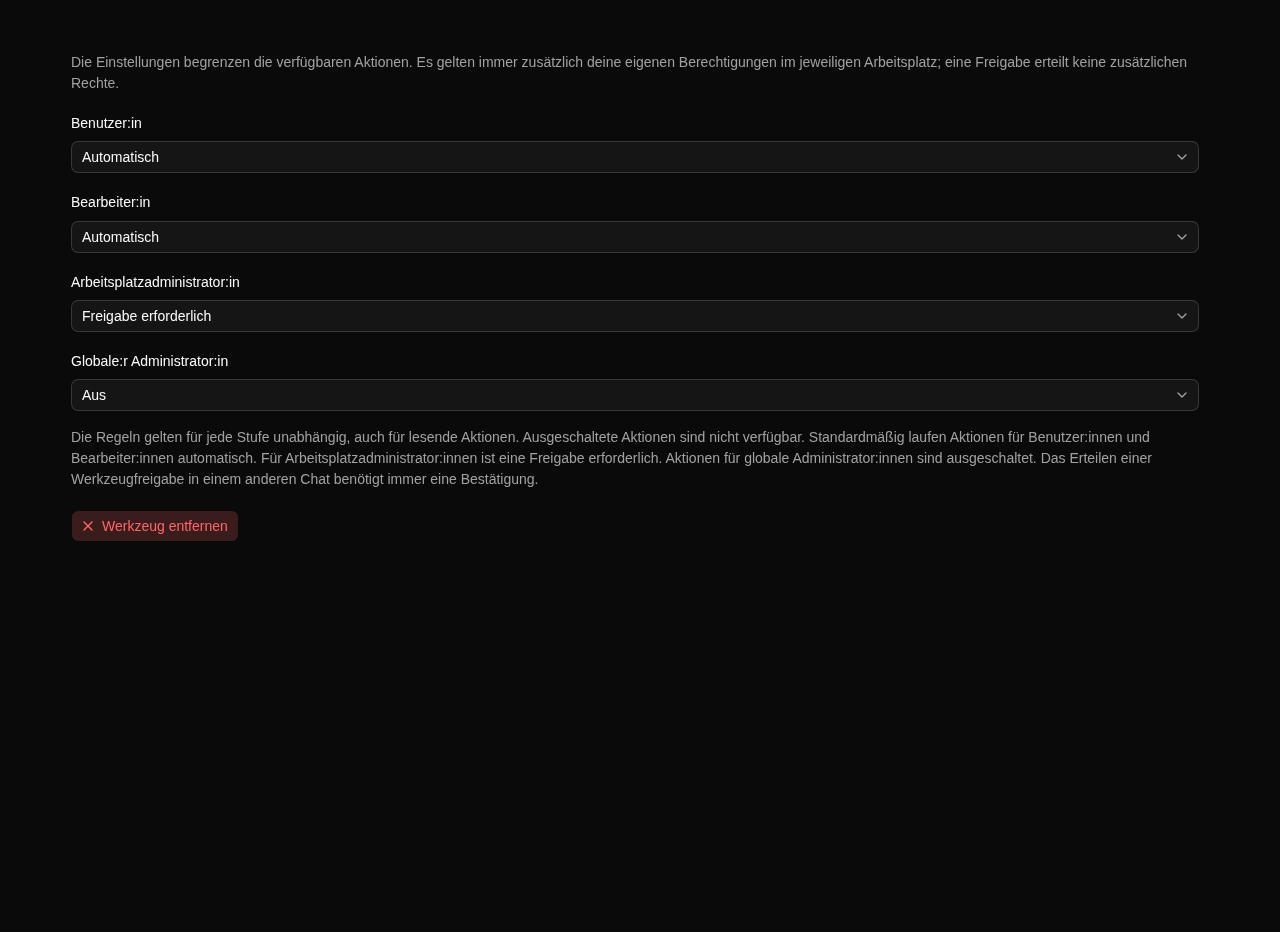 Die Einstellungen begrenzen die verfügbaren Aktionen. Es gelten immer zusätzlich deine eigenen Berechtigungen im jeweiligen Arbeitsplatz; eine Freigabe erteilt keine zusätzlichen
Rechte.
Benutzer:in
Automatisch
Bearbeiter:in
Automatisch
Arbeitsplatzadministrator:in
Freigabe erforderlich
Globale:r Administrator:in
Aus
Die Regeln gelten für jede Stufe unabhängig, auch für lesende Aktionen. Ausgeschaltete Aktionen sind nicht verfügbar. Standardmäßig laufen Aktionen für Benutzer:innen und
Bearbeiter:innen automatisch. Für Arbeitsplatzadministrator:innen ist eine Freigabe erforderlich. Aktionen für globale Administrator:innen sind ausgeschaltet. Das Erteilen einer
Werkzeugfreigabe in einem anderen Chat benötigt immer eine Bestätigung.
Werkzeug entfernen